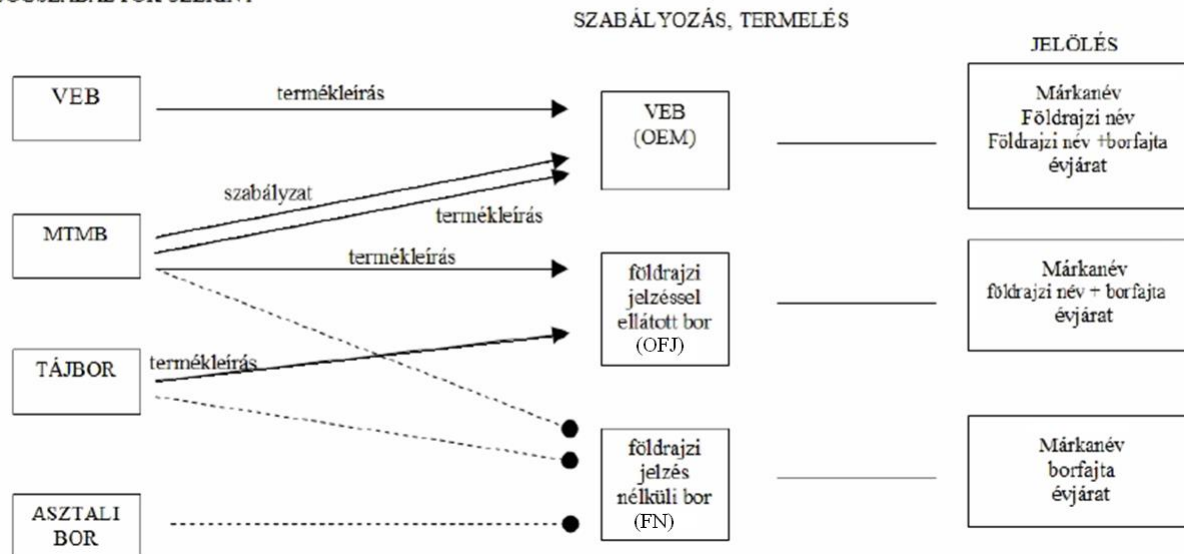 SZABÁLYOZÁS, TERMELÉS
JELÖLÉS
VEB
termékleírás
VEB
(OEM)
Márkanév
Földrajzi név
Földrajzi név +borfajta
évjárat
MTMB
szabályzat
termékleírás
termékleírás
földrajzi
jelzéssel
ellátott bor
(OFJ)
Márkanév
földrajzi név + borfajta
évjárat
TÁJBOR
termékleírás
földrajzi
jelzés
nélküli bor
(FN)
Márkanév
borfajta
évjárat
ASZTALI
BOR